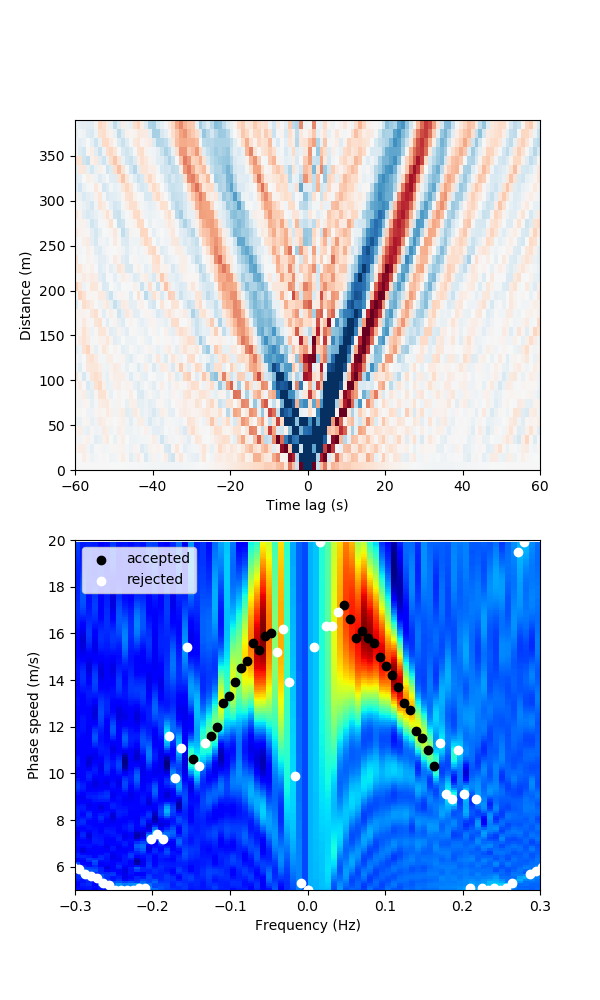 350
300
250
200
150
100
50
0
Distance (m)
−60 −40 −20 0 20 40 60
Time lag (s)
accepted
rejected
20
18
16
14
12
10
8
6
Phase speed (m/s)
−0.3 −0.2 −0.1 0.0 0.1 0.2 0.3
Frequency (Hz)